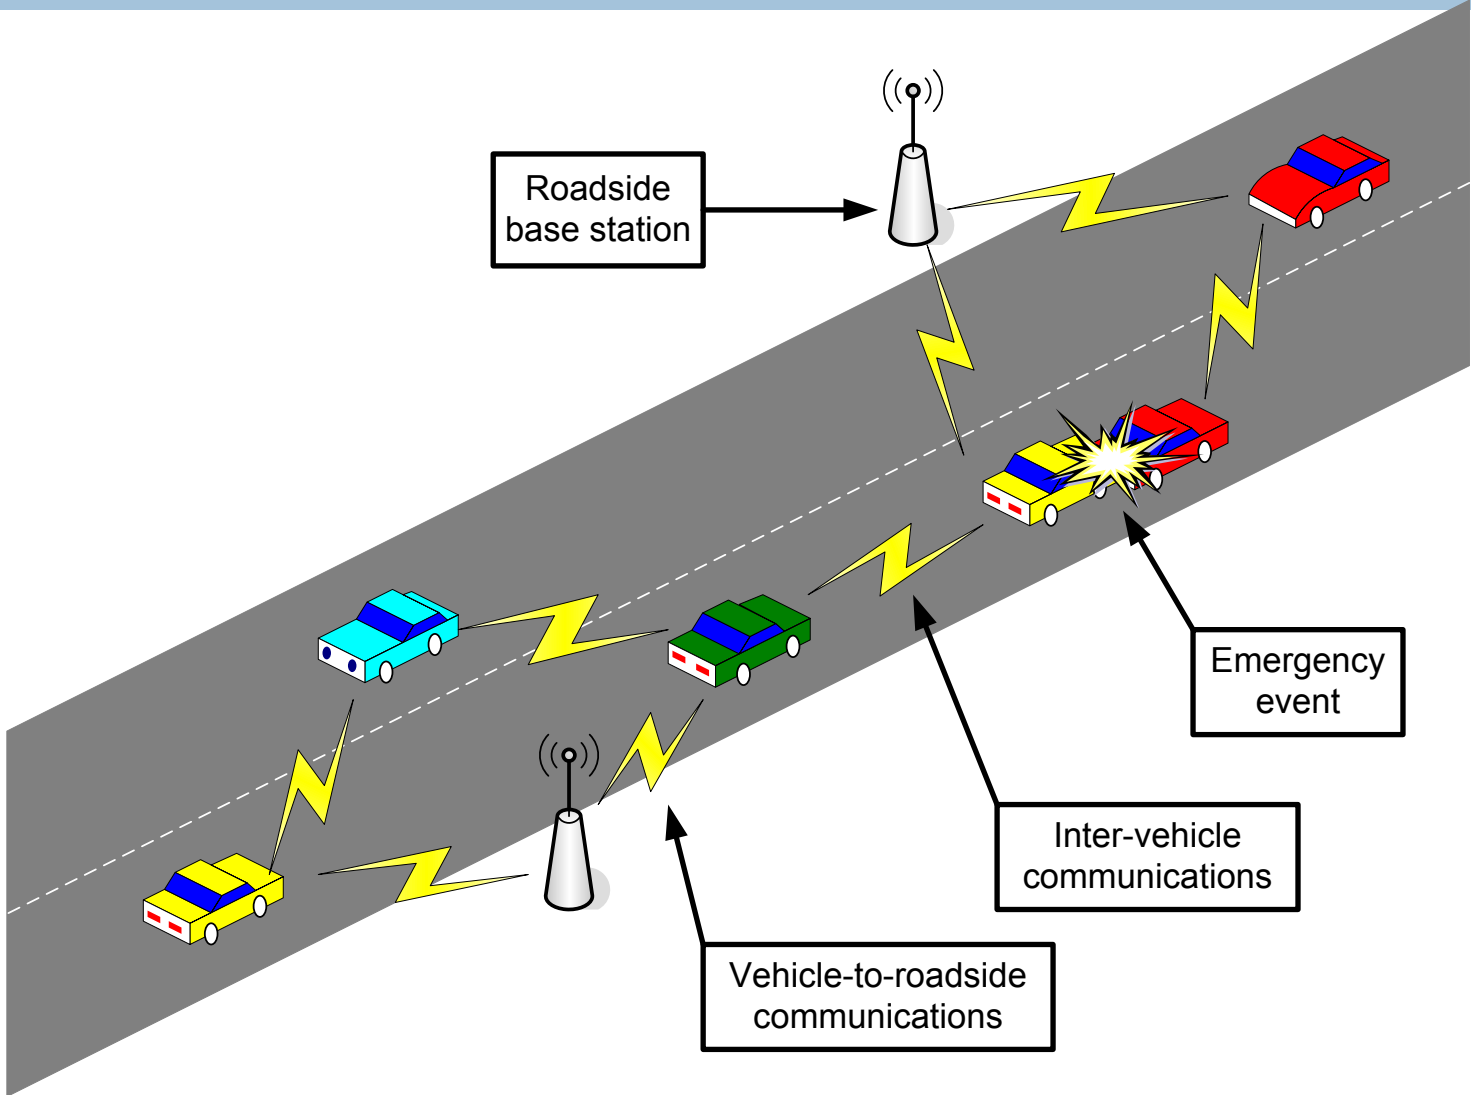 Roadside
base station
Emergency
event
Inter-vehicle
communications
Vehicle-to-roadside
communications